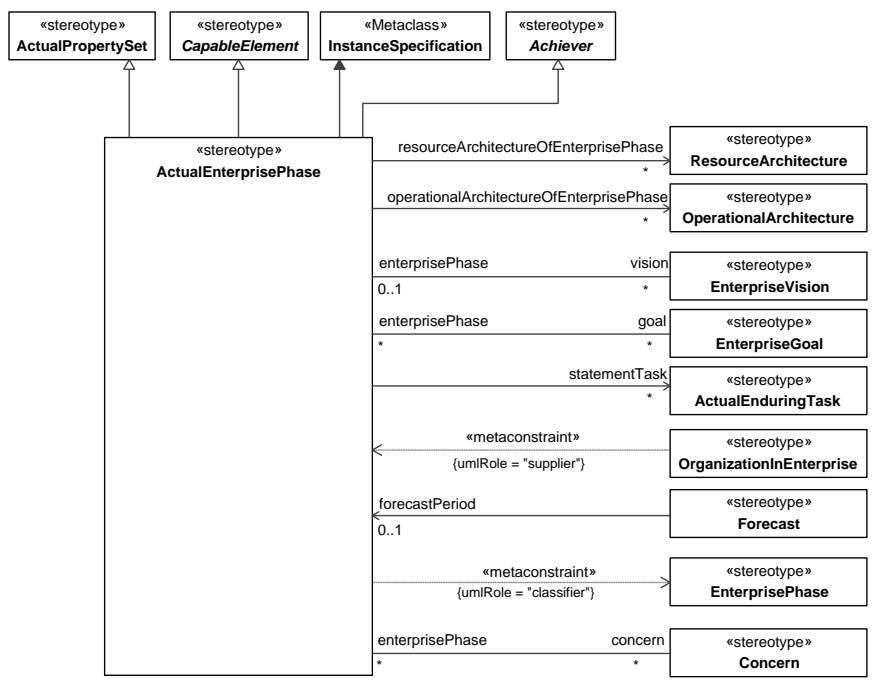 «stereotype»
ActualPropertySet
«stereotype»
CapableElement
«Metaclass»
InstanceSpecification
«stereotype»
Achiever
«stereotype»
ActualEnterprisePhase
resourceArchitectureOfEnterprisePhase
*
«stereotype»
ResourceArchitecture
operationalArchitectureOfEnterprisePhase
*
«stereotype»
OperationalArchitecture
enterprisePhase
0..1
vision
*
«stereotype»
EnterpriseVision
enterprisePhase
*
goal
*
«stereotype»
EnterpriseGoal
statementTask
*
«stereotype»
ActualEnduringTask
«metaconstraint»
{umlRole = "supplier"}
«stereotype»
OrganizationInEnterprise
forecastPeriod
0..1
«stereotype»
Forecast
«metaconstraint»
{umlRole = "classifier"}
«stereotype»
EnterprisePhase
enterprisePhase
*
concern
*
«stereotype»
Concern